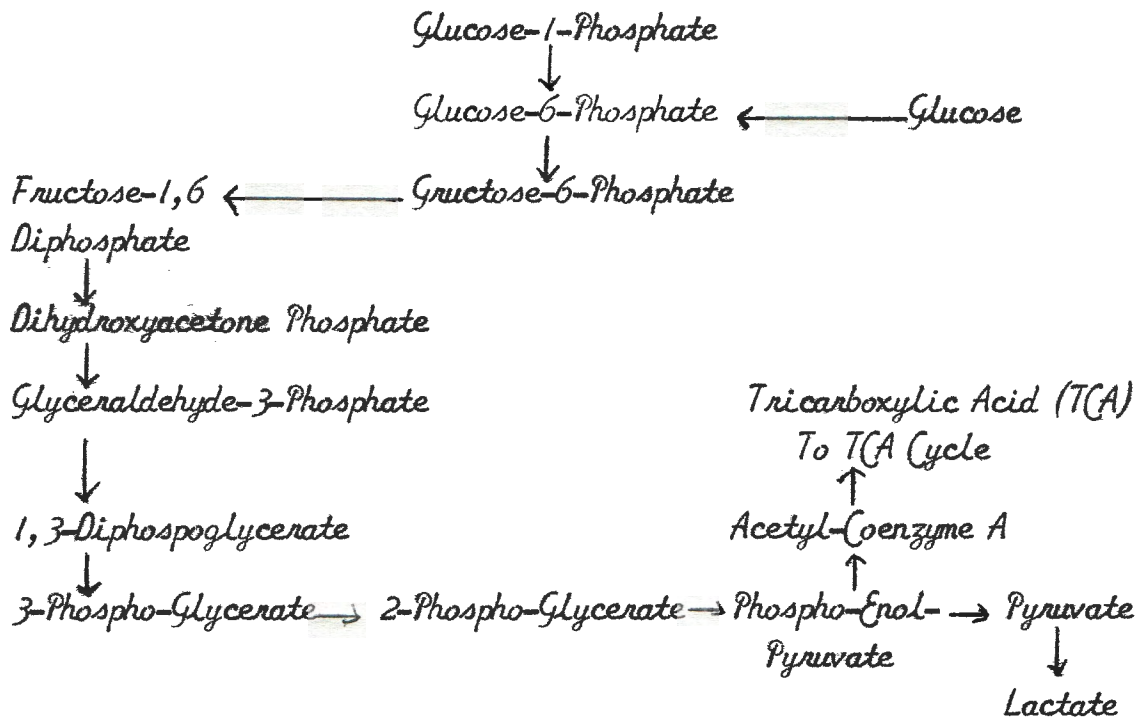 Glucose-1-Phosphate
Glucose-6-Phosphate
Glucose
Fructose-1,6
Diphosphate
Gructose-6-Phosphate
Dihydroxyacetone Phosphate
Glyceraldehyde-3-Phosphate
Tricarboxylic Acid (TCA)
To TCA Cycle
1,3-Diphospoglycerate
Acetyl-Coenzyme A
3-Phospho-Glycerate
2-Phospho-Glycerate
Phospho-Enol-
Pyruvate
Pyruvate
Lactate